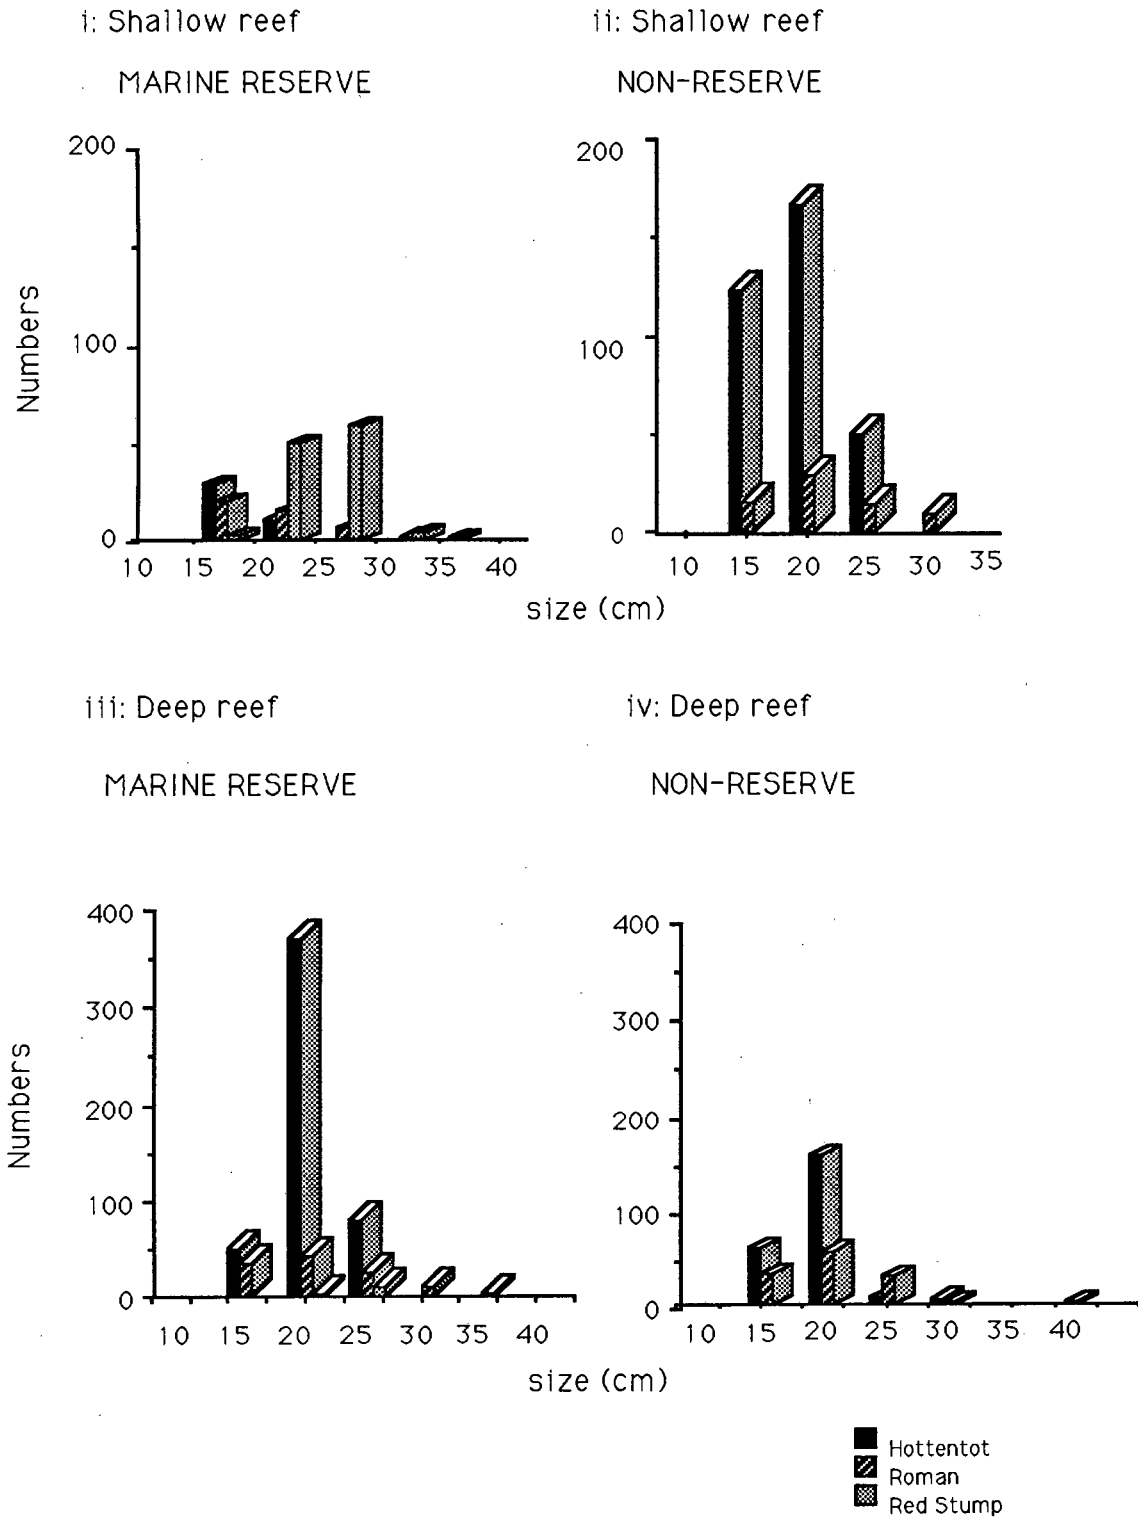 i: Shallow reef
MARINE RESERVE
200
100
0
10 15 20 25 30 35 40
Numbers
ii: Shallow reef
NON-RESERVE
200
100
0
10 15 20 25 30 35
size (cm)
iii: Deep reef
MARINE RESERVE
400
300
200
100
0
10 15 20 25 30 35 40
Numbers
iv: Deep reef
NON-RESERVE
400
300
200
100
0
10 15 20 25 30 35 40
size (cm)
Hottentot
Roman
Red Stump